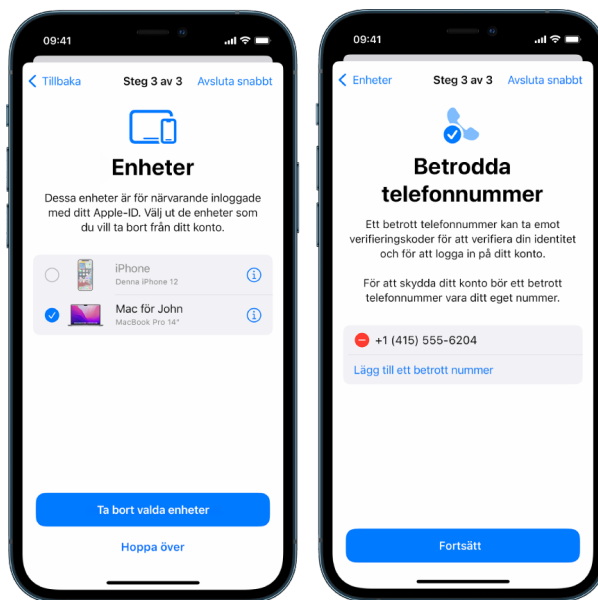 09:41
Tillbaka
Steg 3 av 3
Avsluta snabbt
Enheter
Dessa enheter är för närvarande inloggade
med ditt Apple-ID. Välj ut de enheter som
du vill ta bort från ditt konto.
iPhone
Denna iPhone 12
Mac för John
MacBook Pro 14"
Ta bort valda enheter
Hoppa över
09:41
Enheter
Steg 3 av 3
Avsluta snabbt
Betrodda
telefonnummer
Ett betrott telefonnummer kan ta emot
verifieringskoder för att verifiera din identitet
och för att logga in på ditt konto.
För att skydda ditt konto bör ett betrott
telefonnummer vara ditt eget nummer.
+1 (415) 555-6204
Lägg till ett betrott nummer
Fortsätt